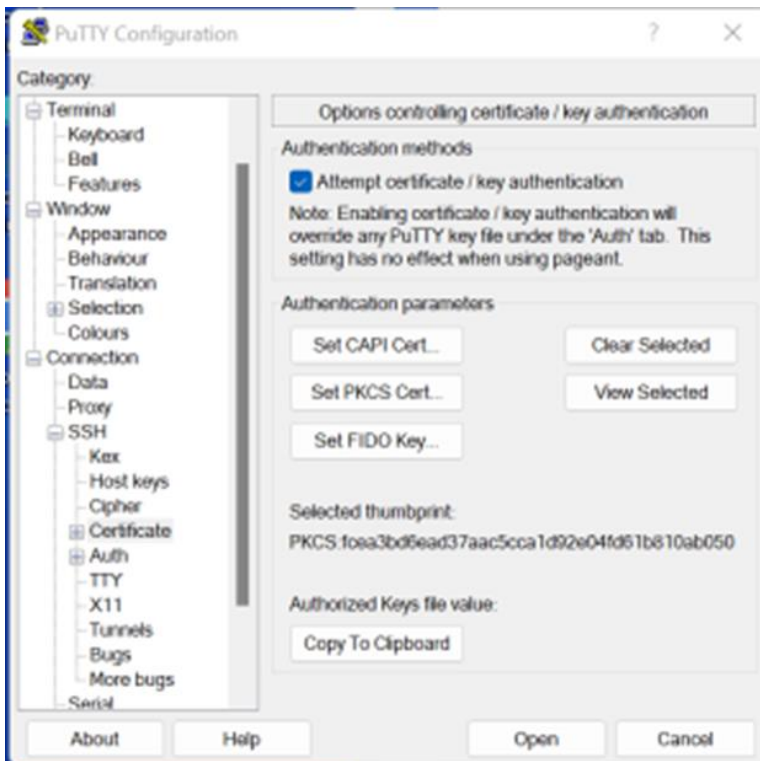 PuTTY Configuration
?
Category:
Terminal
Keyboard
Bell
Features
Window
Appearance
Behaviour
Translation
Selection
Colours
Connection
Data
Proxy
SSH
Kex
Host keys
Cipher
Certificate
Auth
TTY
X11
Tunnels
Bugs
More bugs
Serial
Options controlling certificate / key authentication
Authentication methods
Attempt certificate / key authentication
Note: Enabling certificate / key authentication will
override any PuTTY key file under the 'Auth' tab. This
setting has no effect when using pageant.
Authentication parameters
Set CAPI Cert...
Clear Selected
Set PKCS Cert...
View Selected
Set FIDO Key...
Selected thumbprint:
PKCS:foea3bd6ead37aac5cca1d92e04fd61b810ab050
Authorized Keys file value:
Copy To Clipboard
About
Help
Open
Cancel